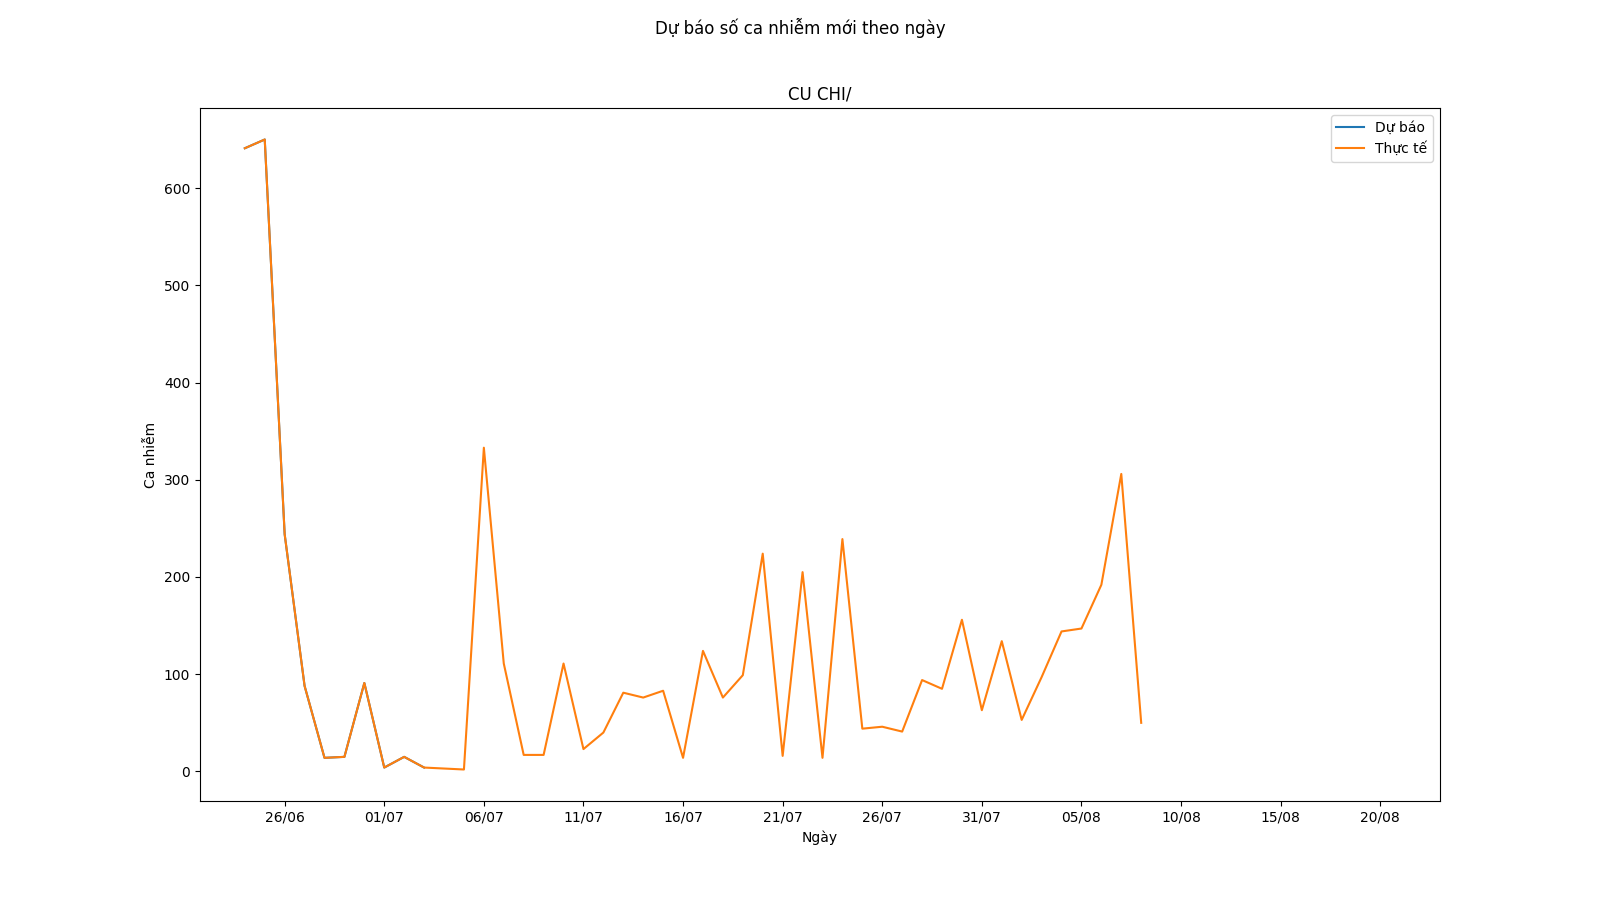 Dự báo số ca nhiễm mới theo ngày
CU CHI/
Dự báo
Thực tế
600
500
400
300
200
100
0
Ca nhiễm
26/06 01/07 06/07 11/07 16/07 21/07 26/07 31/07 05/08 10/08 15/08 20/08
Ngày